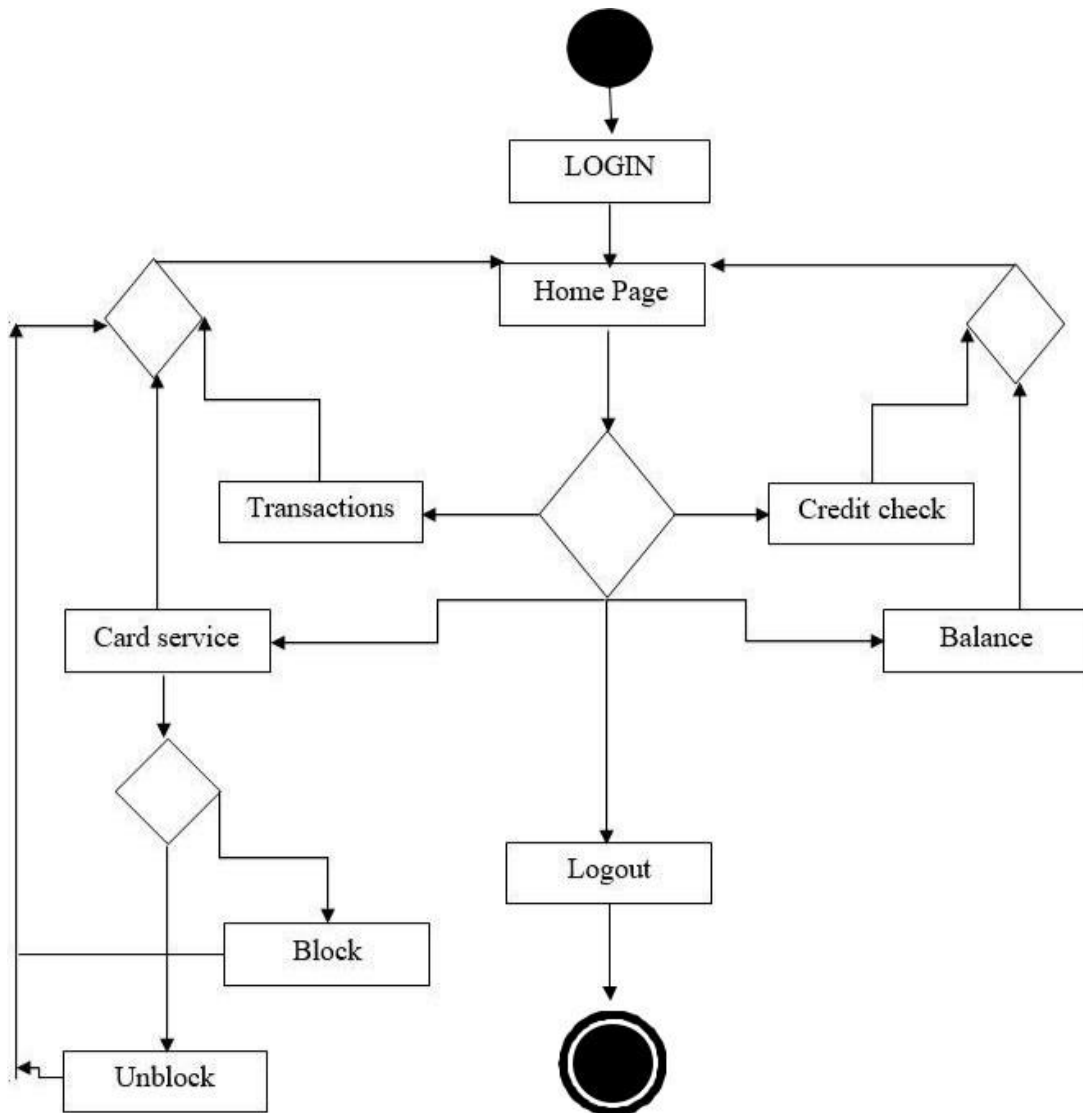 LOGIN
Home Page
Transactions
Credit check
Card service
Balance
Logout
Block
Unblock